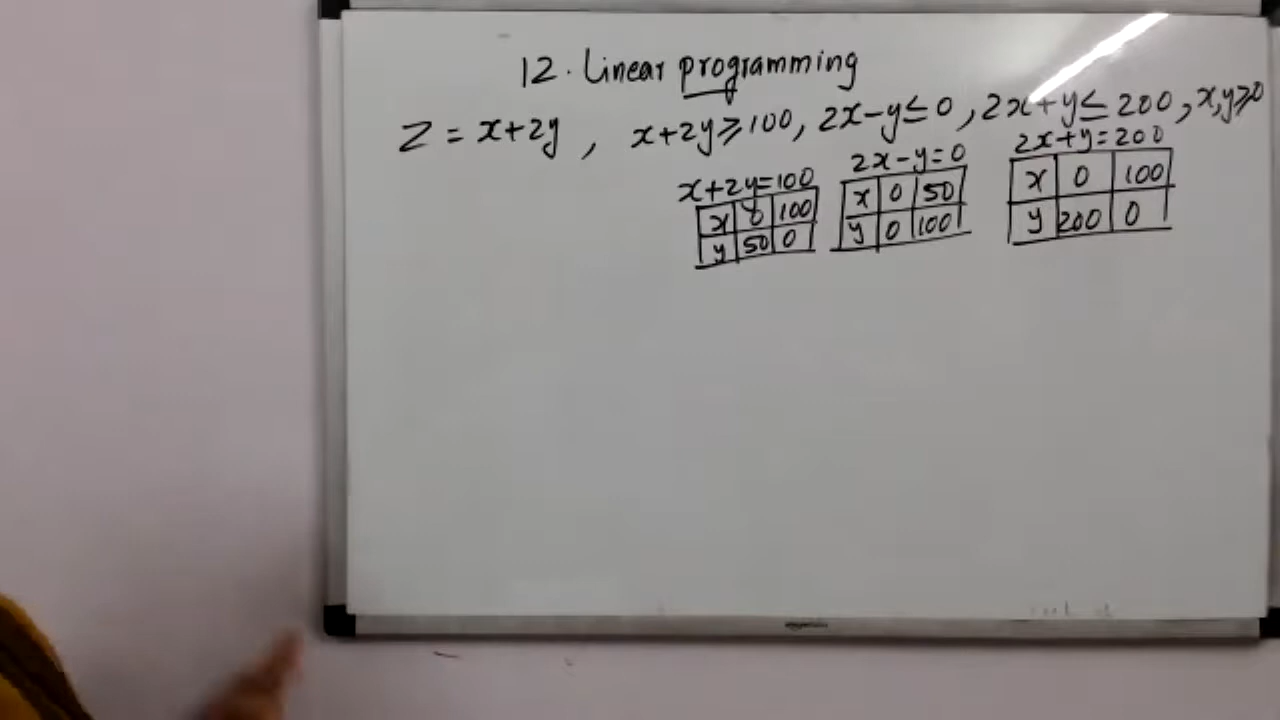 12. Linear programming
Z = x+2y , x+2y ≥ 100, 2x-y ≤ 0, 2x+y ≤ 200, x,y ≥ 0
x+2y=100 2x-y=0 2x+y=200
x 0 100 x 0 50 x 0 100
y 50 0 y 0 100 y 200 0